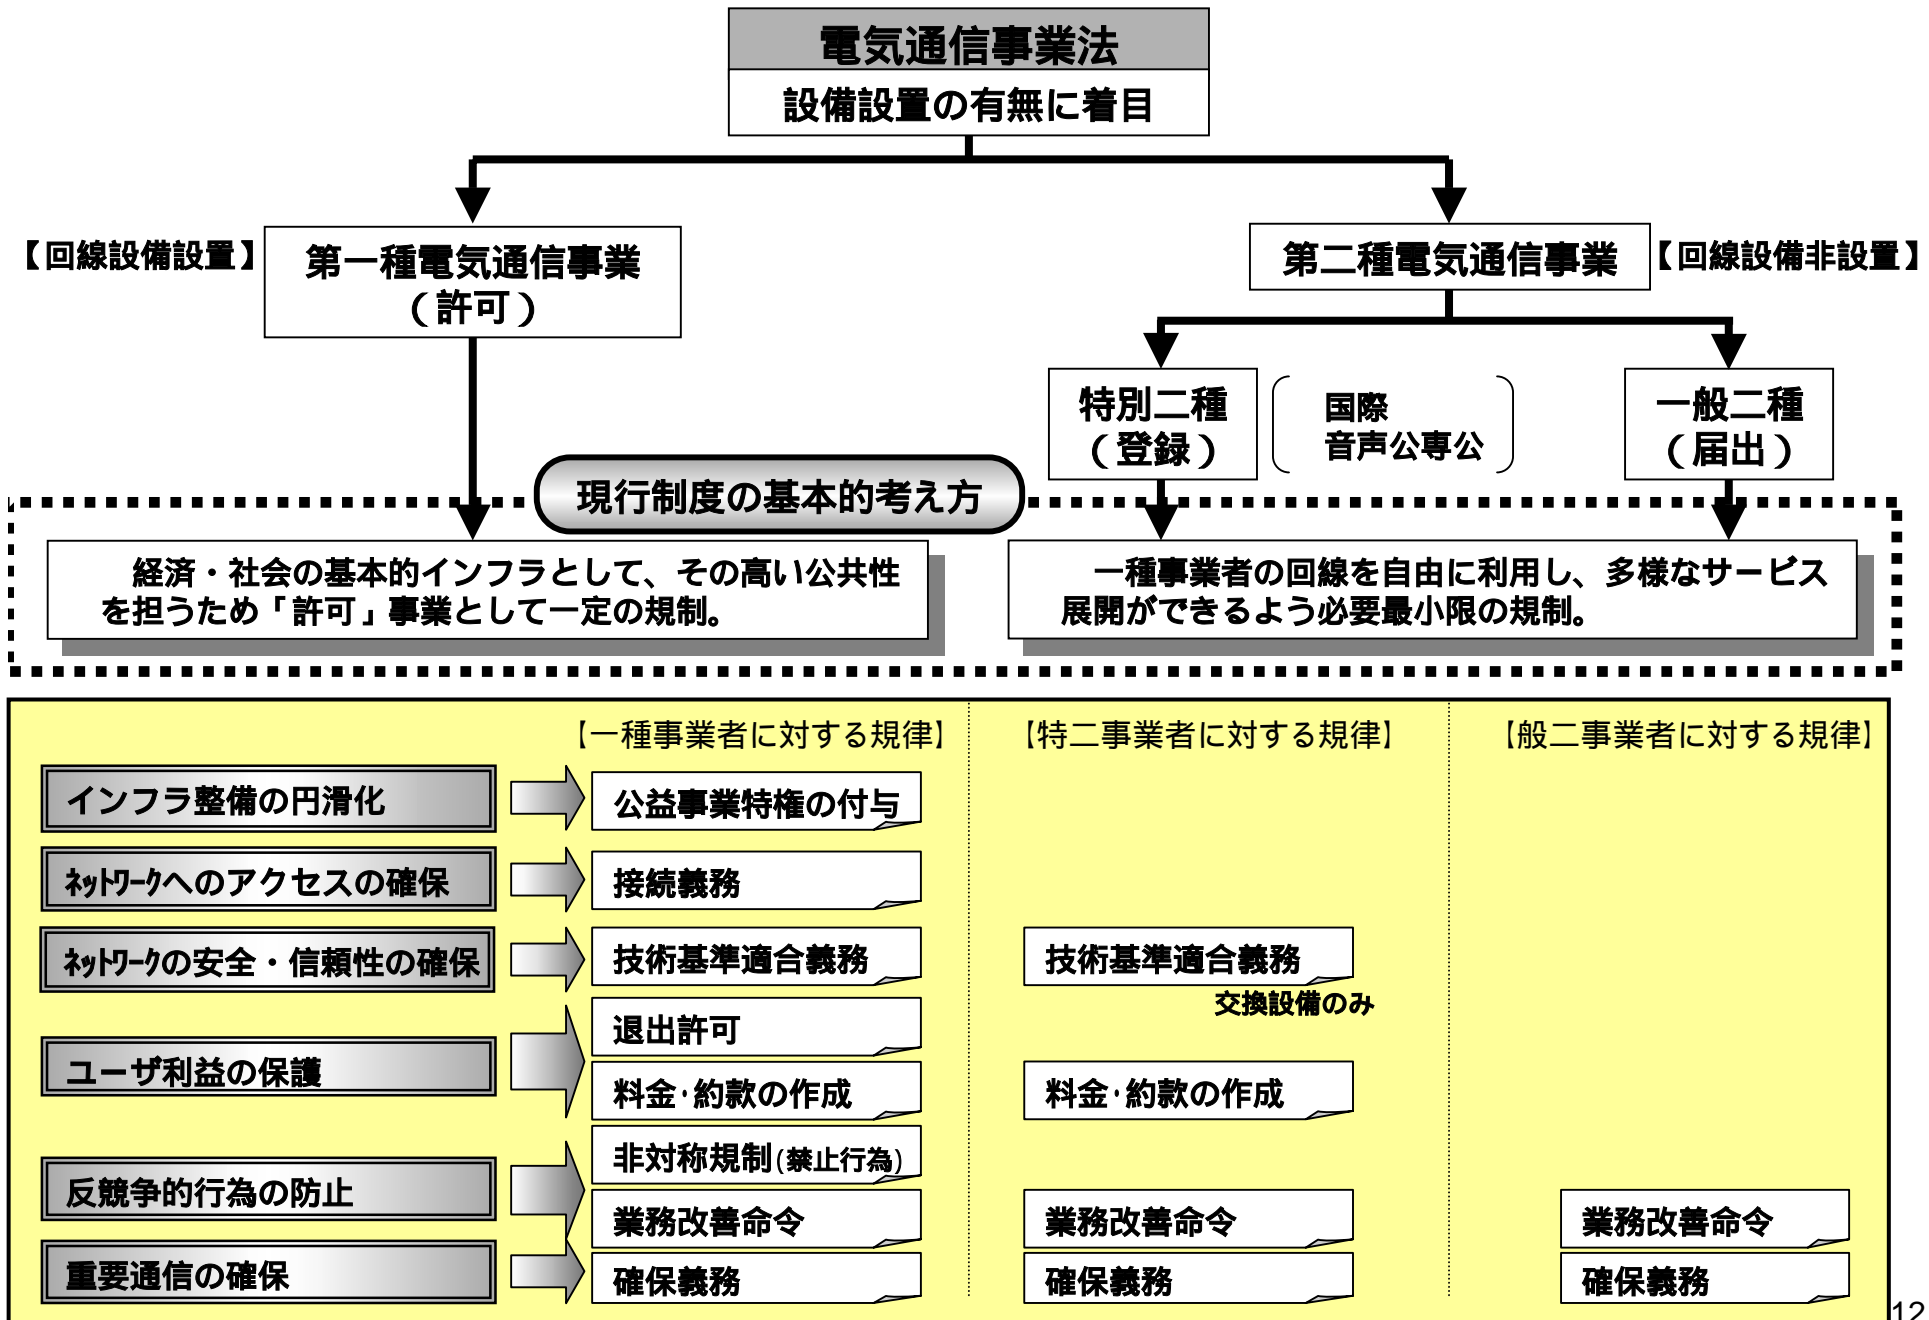 電気通信事業法
設備設置の有無に着目
【回線設備設置】
第一種電気通信事業
（許可）
第二種電気通信事業
【回線設備非設置】
特別二種
（登録）
国際
音声公専公
一般二種
（届出）
現行制度の基本的考え方
経済・社会の基本的インフラとして、その高い公共性
を担うため「許可」事業として一定の規制。
一種事業者の回線を自由に利用し、多様なサービス
展開ができるよう必要最小限の規制。
【一種事業者に対する規律】
【特二事業者に対する規律】
【般二事業者に対する規律】
インフラ整備の円滑化
公益事業特権の付与
ﾈｯﾄﾜｰｸへのアクセスの確保
接続義務
ﾈｯﾄﾜｰｸの安全・信頼性の確保
技術基準適合義務
技術基準適合義務
交換設備のみ
ユーザ利益の保護
退出許可
料金･約款の作成
料金･約款の作成
反競争的行為の防止
非対称規制(禁止行為)
業務改善命令
業務改善命令
業務改善命令
重要通信の確保
確保義務
確保義務
確保義務
12